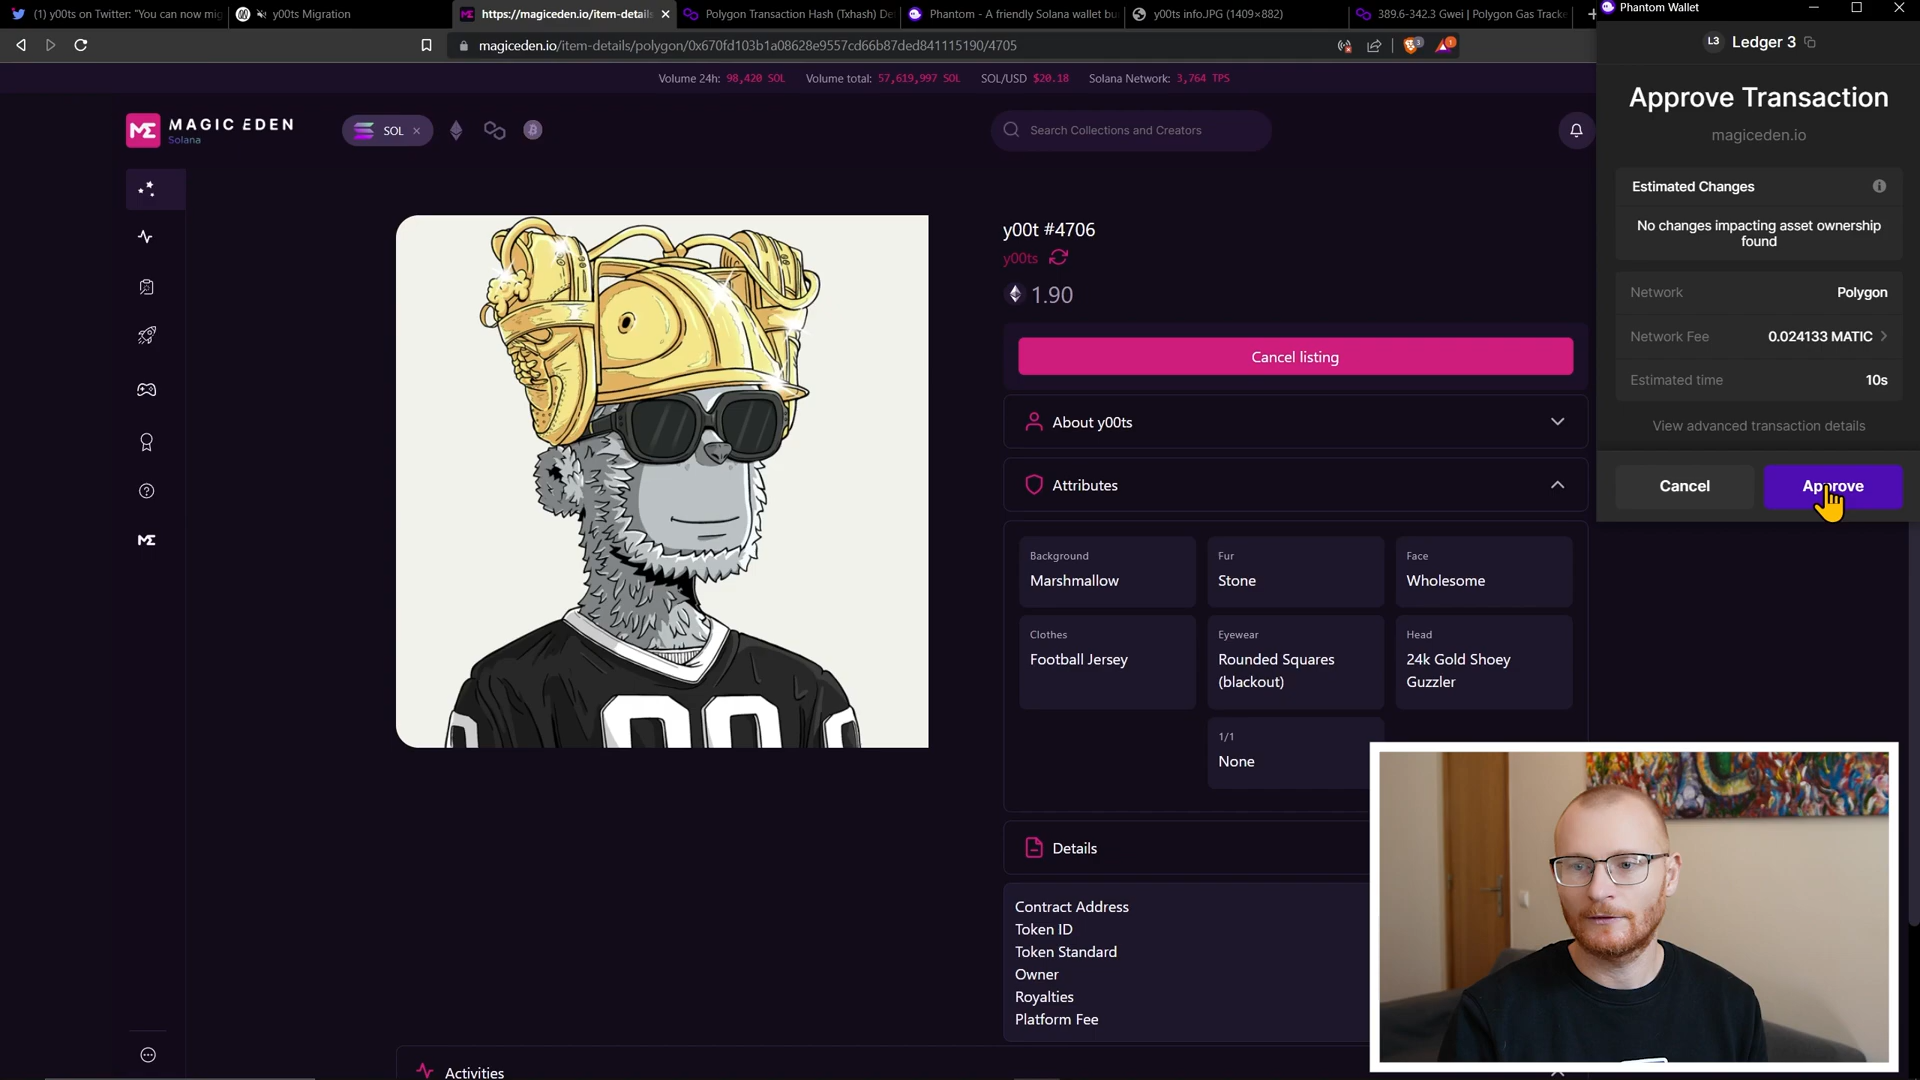 (1) y00ts on Twitter: "You can now mig
y00ts Migration
https://magiceden.io/item-details
Polygon Transaction Hash (Txhash) De
Phantom - A friendly Solana wallet bu
y00ts info.JPG (1409×882)
389.6-342.3 Gwei | Polygon Gas Tracke
Phantom Wallet
magiceden.io/item-details/polygon/0x670fd103b1a08628e9557cd66b87ded841115190/4705
3
1
L3 Ledger 3
Volume 24h: 98,420 SOL Volume total: 57,619,997 SOL SOL/USD $20.18 Solana Network: 3,764 TPS
ME MAGIC EDEN
Solana
SOL
Search Collections and Creators
Approve Transaction
magiceden.io
Estimated Changes
No changes impacting asset ownership
found
Network Polygon
Network Fee 0.024133 MATIC
Estimated time 10s
View advanced transaction details
Cancel Approve
y00t #4706
y00ts
1.90
Cancel listing
About y00ts
Attributes
Background
Marshmallow
Fur
Stone
Face
Wholesome
Clothes
Football Jersey
Eyewear
Rounded Squares
(blackout)
Head
24k Gold Shoey
Guzzler
1/1
None
Details
Contract Address
Token ID
Token Standard
Owner
Royalties
Platform Fee
Activities
ME
00